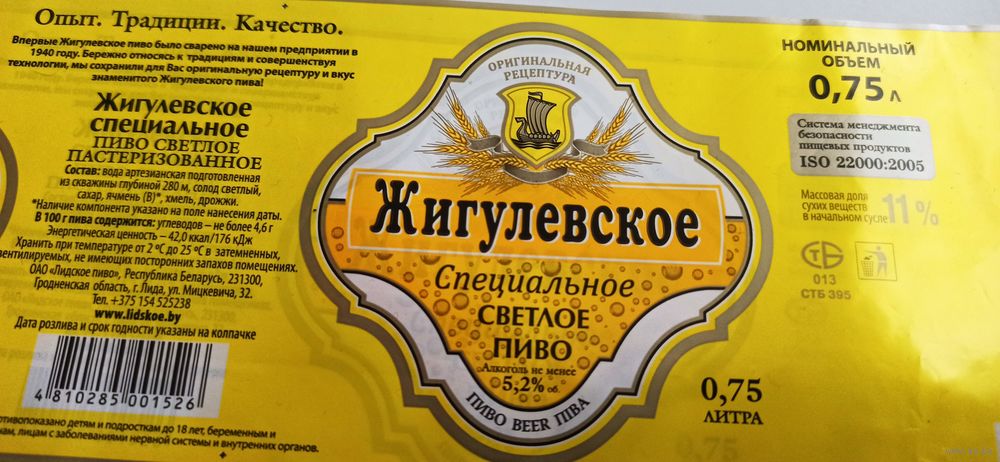 Опыт. Традиции. Качество.
Впервые Жигулевское пиво было сварено на нашем предприятии в
1940 году. Бережно относясь к традициям и совершенствуя
технологии, мы сохранили для Вас оригинальную рецептуру и вкус
знаменитого Жигулевского пива!
Жигулевское
специальное
ПИВО СВЕТЛОЕ
ПАСТЕРИЗОВАННОЕ
Состав: вода артезианская подготовленная
из скважины глубиной 280 м, солод светлый,
сахар, ячмень (В)*, хмель, дрожжи.
*Наличие компонента указано на поле нанесения даты.
В 100 г пива содержится: углеводов – не более 4,6 г
Энергетическая ценность – 42,0 ккал/176 кДж
Хранить при температуре от 2 °С до 25 °С в затемненных,
вентилируемых, не имеющих посторонних запахов помещениях.
ОАО «Лидское пиво», Республика Беларусь, 231300,
Гродненская область, г. Лида, ул. Мицкевича, 32.
Тел. +375 154 525238
www.lidskoe.by
Дата розлива и срок годности указаны на колпачке
4 810285 001526
противопоказано детям и подросткам до 18 лет, беременным и
лицам с заболеваниями нервной системы и внутренних органов.
ОРИГИНАЛЬНАЯ
РЕЦЕПТУРА
Жигулевское
Специальное
СВЕТЛОЕ
ПИВО
Алкоголь не менее
5,2% об.
ПИВО BEER ПІВА
НОМИНАЛЬНЫЙ
ОБЪЕМ
0,75 л
Система менеджмента
безопасности
пищевых продуктов
ISO 22000:2005
Массовая доля
сухих веществ
в начальном сусле 11%
013
СТБ 395
0,75
ЛИТРА